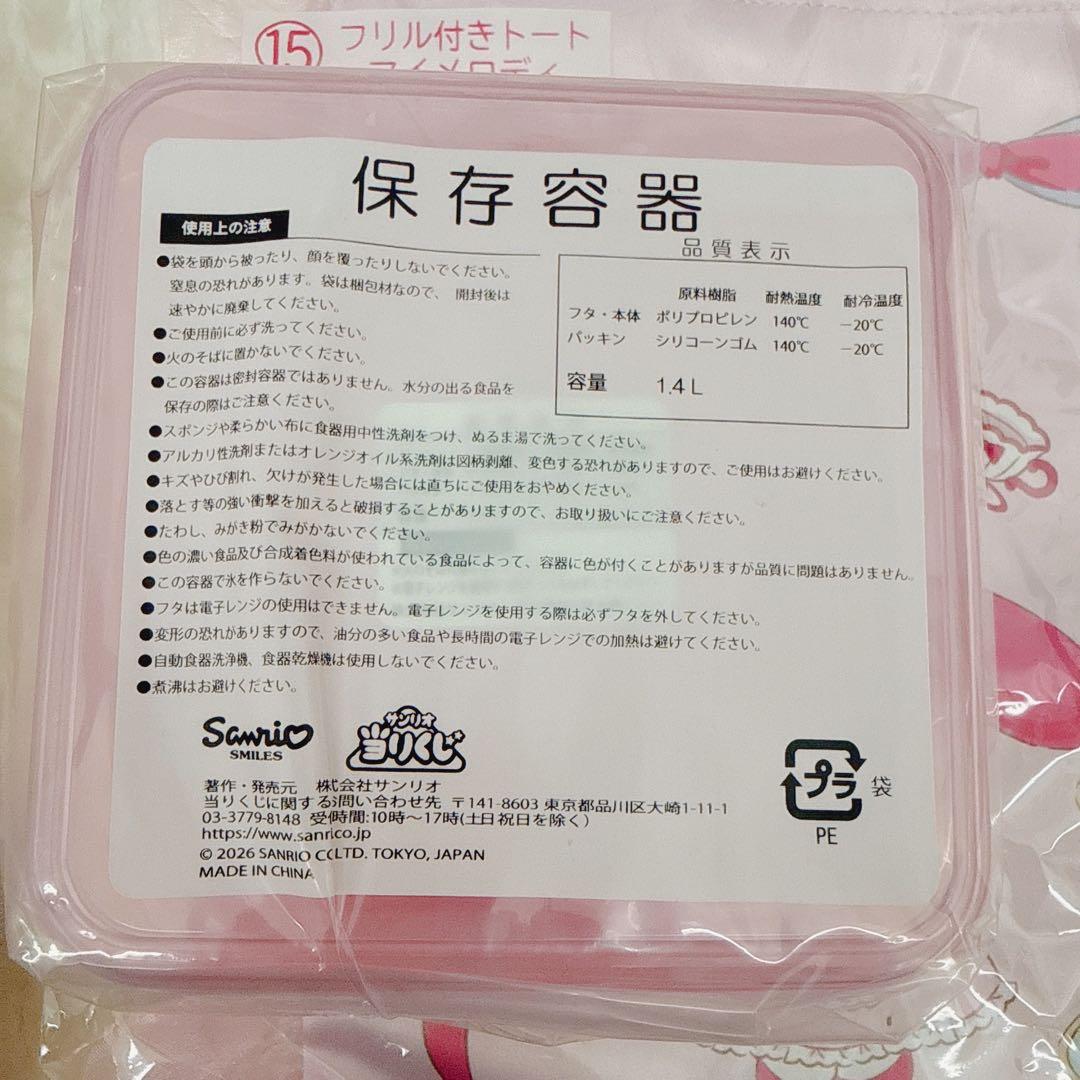 ⑮ フリル付きトート
マイメロディ
保存容器
使用上の注意
●袋を頭から被ったり、顔を覆ったりしないでください。
窒息の恐れがあります。袋は梱包材なので、開封後は
速やかに廃棄してください。
●ご使用前に必ず洗ってください。
●火のそばに置かないでください。
●この容器は密封容器ではありません。水分の出る食品を
保存の際はご注意ください。
品質表示
原料樹脂 耐熱温度 耐冷温度
フタ・本体 ポリプロピレン 140℃ −20℃
パッキン シリコーンゴム 140℃ −20℃
容量 1.4L
●スポンジや柔らかい布に食器用中性洗剤をつけ、ぬるま湯で洗ってください。
●アルカリ性洗剤またはオレンジオイル系洗剤は図柄剥離、変色する恐れがありますので、ご使用はお避けください。
●キズやひび割れ、欠けが発生した場合には直ちにご使用をおやめください。
●落とす等の強い衝撃を加えると破損することがありますので、お取り扱いにご注意ください。
●たわし、みがき粉でみがかないでください。
●色の濃い食品及び合成着色料が使われている食品によって、容器に色が付くことがありますが品質に問題はありません。
●この容器で氷を作らないでください。
●フタは電子レンジの使用はできません。電子レンジを使用する際は必ずフタを外してください。
●変形の恐れがありますので、油分の多い食品や長時間の電子レンジでの加熱は避けてください。
●自動食器洗浄機、食器乾燥機は使用しないでください。
●煮沸はお避けください。
Sanrio
SMILES
サンリオ
当りくじ
著作・発売元 株式会社サンリオ
当りくじに関するお問い合わせ先 〒141-8603 東京都品川区大崎1-11-1
03-3779-8148 受付時間:10時〜17時(土日祝日を除く)
https://www.sanrio.co.jp
© 2026 SANRIO CO., LTD. TOKYO, JAPAN
MADE IN CHINA
プラ 袋
PE